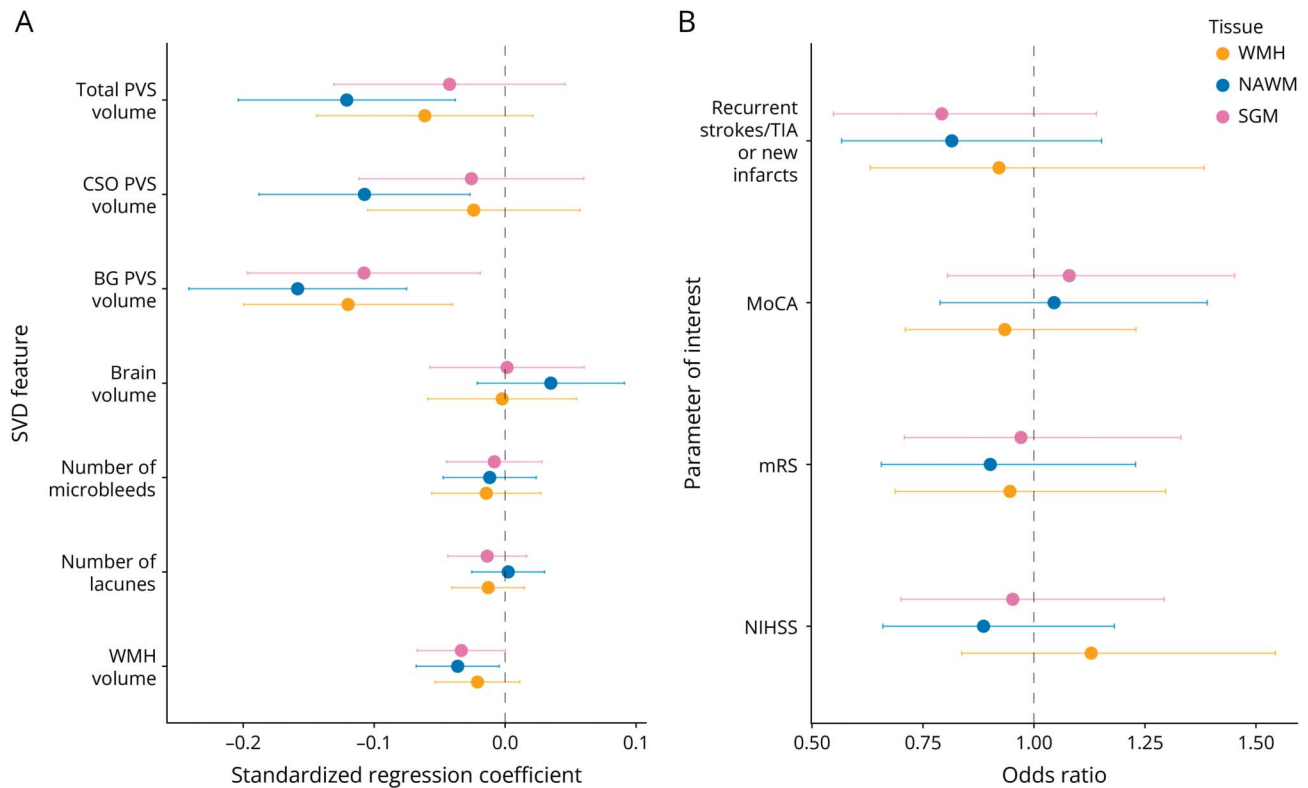 A
Total PVS
volume
CSO PVS
volume
BG PVS
volume
Brain
volume
Number of
microbleeds
Number of
lacunes
WMH
volume
SVD feature
−0.2
−0.1
0.0
0.1
Standardized regression coefficient
B
Tissue
WMH
NAWM
SGM
Recurrent
strokes/TIA
or new
infarcts
MoCA
mRS
NIHSS
Parameter of interest
0.50
0.75
1.00
1.25
1.50
Odds ratio